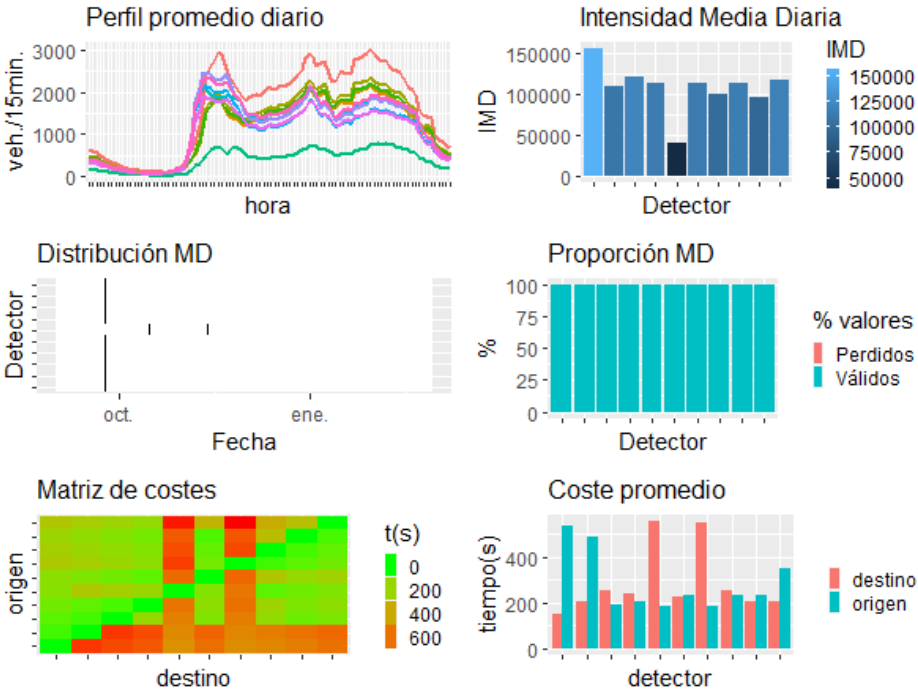 Perfil promedio diario
veh./15min.
3000
2000
1000
0
hora
Intensidad Media Diaria
IMD
150000
100000
50000
0
Detector
IMD
150000
125000
100000
75000
50000
Distribución MD
Detector
oct.
ene.
Fecha
Proporción MD
%
100
75
50
25
0
Detector
% valores
Perdidos
Válidos
Matriz de costes
origen
destino
t(s)
0
200
400
600
Coste promedio
tiempo(s)
400
200
0
detector
destino
origen